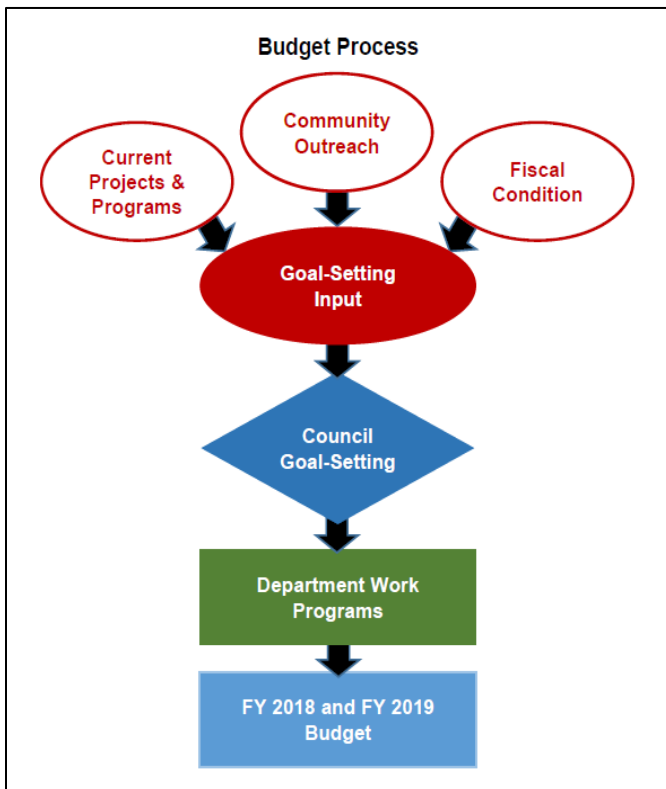 Budget Process
Community
Outreach
Current
Projects &
Programs
Fiscal
Condition
Goal-Setting
Input
Council
Goal-Setting
Department Work
Programs
FY 2018 and FY 2019
Budget